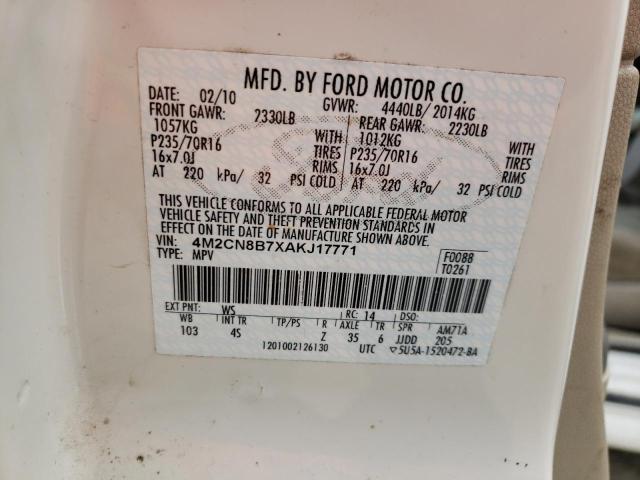 MFD. BY FORD MOTOR CO.
DATE: 02/10 GVWR: 4440LB/ 2014KG
FRONT GAWR: 2330LB REAR GAWR: 2230LB
1057KG WITH 1012KG WITH
P235/70R16 TIRES P235/70R16 TIRES
16x7.0J RIMS 16x7.0J RIMS
AT 220 kPa/ 32 PSI COLD AT 220 kPa/ 32 PSI COLD
THIS VEHICLE CONFORMS TO ALL APPLICABLE FEDERAL MOTOR
VEHICLE SAFETY AND THEFT PREVENTION STANDARDS IN
EFFECT ON THE DATE OF MANUFACTURE SHOWN ABOVE.
VIN: 4M2CN8B7XAKJ17771 F0088
TYPE: MPV T0261
EXT PNT: WS RC: 14 DSO:
WB INT TR TP/PS R AXLE TR SPR AM71A
103 4S Z 35 6 JJDD 205
1201002126130 UTC ▽5U5A-1520472-BA
Ford